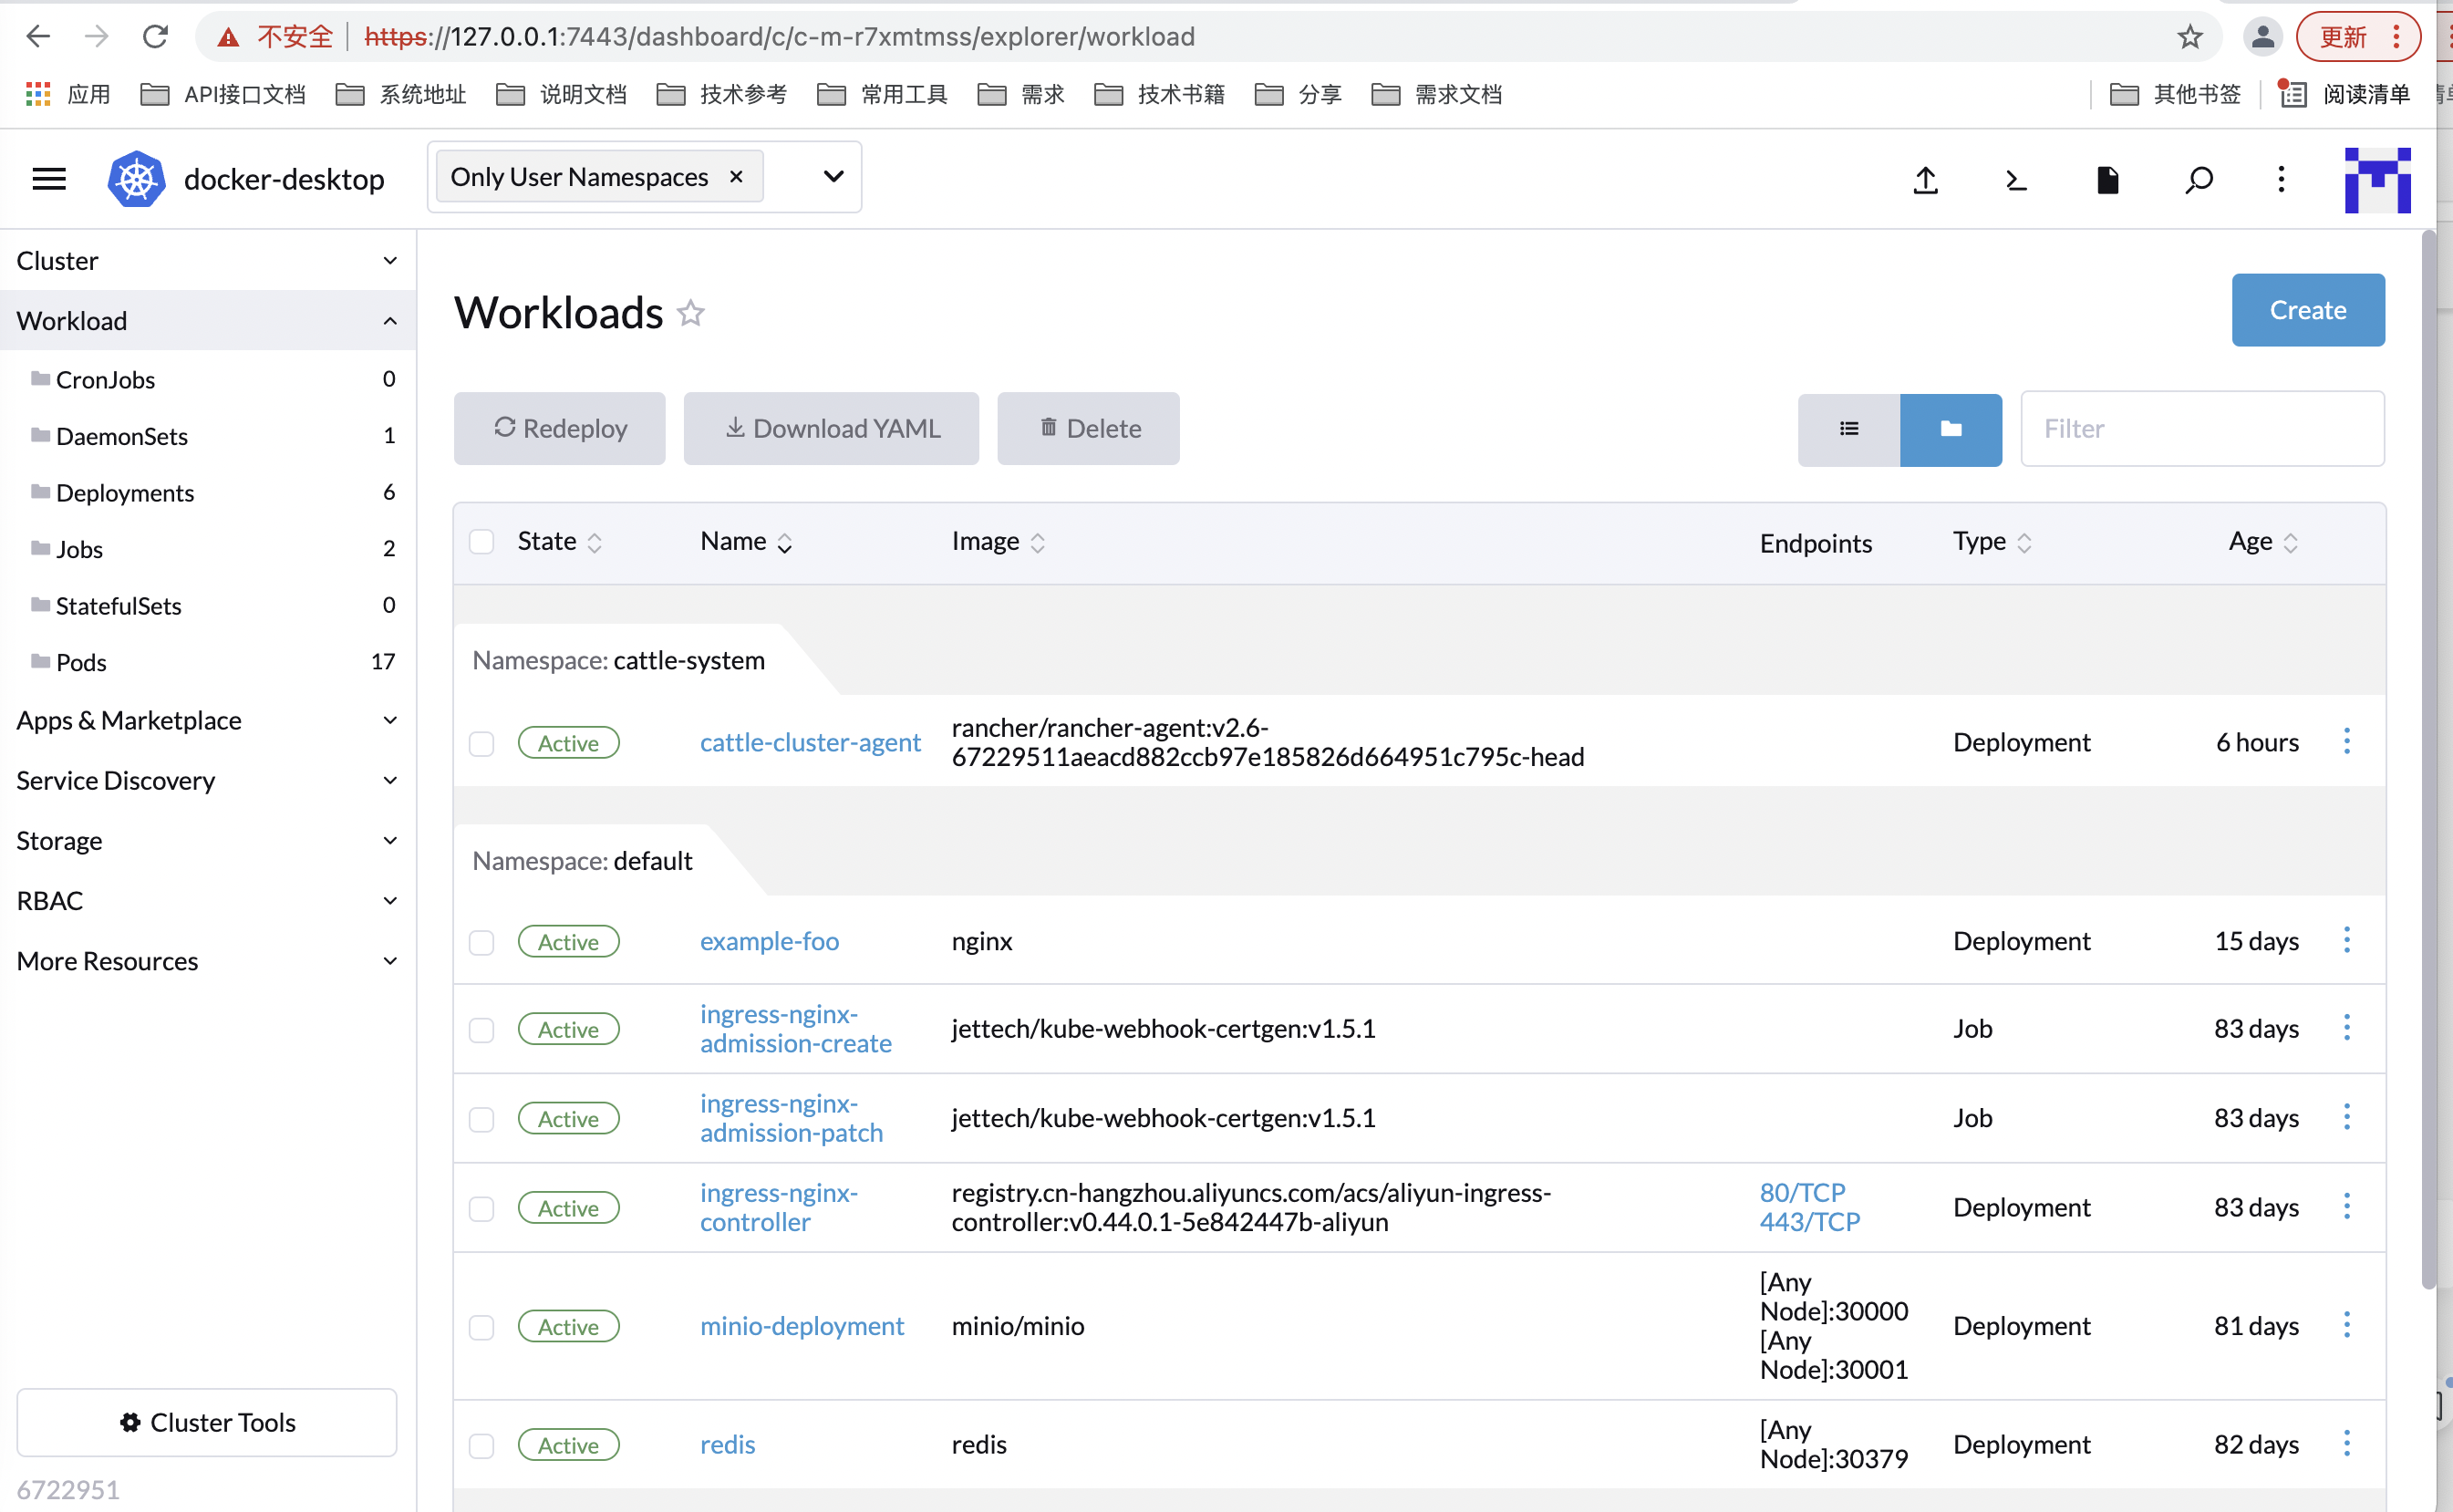 不安全 https://127.0.0.1:7443/dashboard/c/c-m-r7xmtmss/explorer/workload 更新
应用 API接口文档 系统地址 说明文档 技术参考 常用工具 需求 技术书籍 分享 需求文档 其他书签 阅读清单
docker-desktop Only User Namespaces ×
Cluster
Workload
CronJobs 0
DaemonSets 1
Deployments 6
Jobs 2
StatefulSets 0
Pods 17
Apps & Marketplace
Service Discovery
Storage
RBAC
More Resources
Cluster Tools
6722951
Workloads
Create
Redeploy Download YAML Delete Filter
State Name Image Endpoints Type Age
Namespace: cattle-system
Active cattle-cluster-agent rancher/rancher-agent:v2.6-
67229511aeacd882ccb97e185826d664951c795c-head Deployment 6 hours
Namespace: default
Active example-foo nginx Deployment 15 days
Active ingress-nginx-
admission-create jettech/kube-webhook-certgen:v1.5.1 Job 83 days
Active ingress-nginx-
admission-patch jettech/kube-webhook-certgen:v1.5.1 Job 83 days
Active ingress-nginx-
controller registry.cn-hangzhou.aliyuncs.com/acs/aliyun-ingress-
controller:v0.44.0.1-5e842447b-aliyun 80/TCP
443/TCP Deployment 83 days
Active minio-deployment minio/minio [Any
Node]:30000
[Any
Node]:30001 Deployment 81 days
Active redis redis [Any
Node]:30379 Deployment 82 days